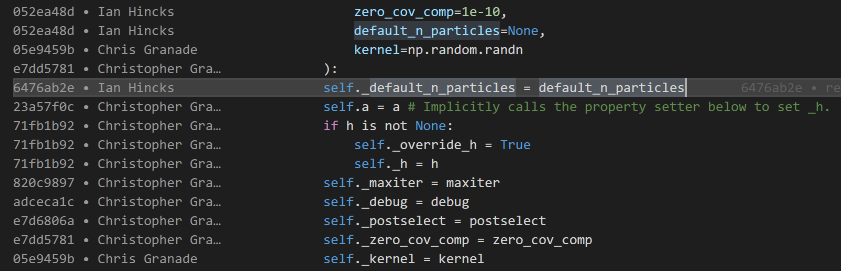 052ea48d • Ian Hincks zero_cov_comp=1e-10,
052ea48d • Ian Hincks default_n_particles=None,
05e9459b • Chris Granade kernel=np.random.randn
e7dd5781 • Christopher Gra… ):
6476ab2e • Ian Hincks self._default_n_particles = default_n_particles 6476ab2e • re
23a57f0c • Christopher Gra… self.a = a # Implicitly calls the property setter below to set _h.
71fb1b92 • Christopher Gra… if h is not None:
71fb1b92 • Christopher Gra… self._override_h = True
71fb1b92 • Christopher Gra… self._h = h
820c9897 • Christopher Gra… self._maxiter = maxiter
adceca1c • Christopher Gra… self._debug = debug
e7d6806a • Christopher Gra… self._postselect = postselect
e7dd5781 • Christopher Gra… self._zero_cov_comp = zero_cov_comp
05e9459b • Chris Granade self._kernel = kernel